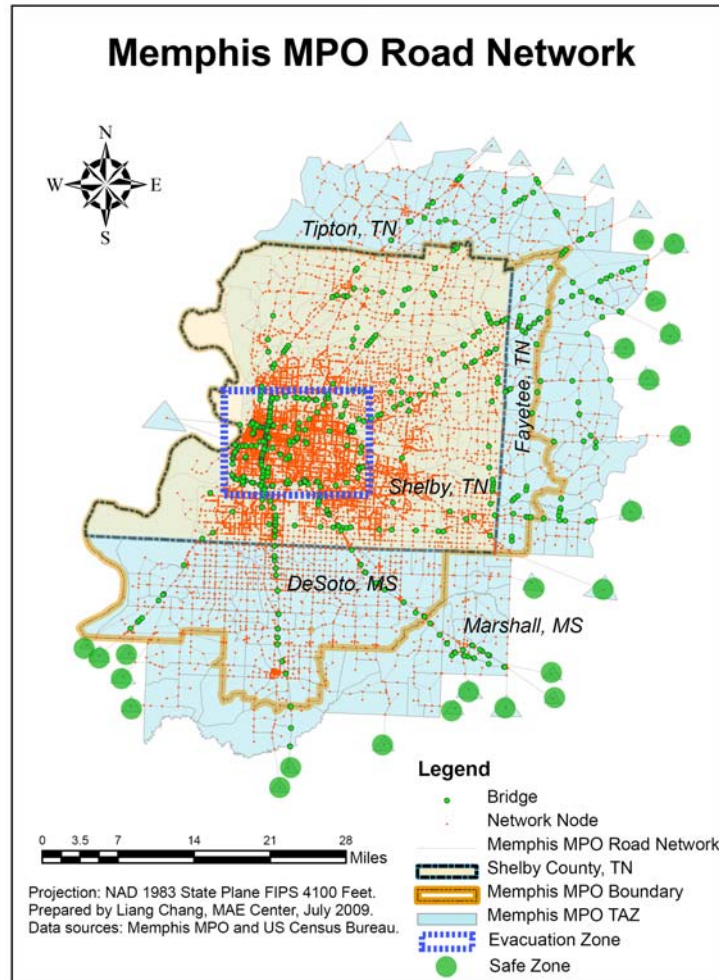 Memphis MPO Road Network
N
W E
S
Tipton, TN
Fayetee, TN
Shelby, TN
DeSoto, MS
Marshall, MS
Legend
Bridge
Network Node
Memphis MPO Road Network
Shelby County, TN
Memphis MPO Boundary
Memphis MPO TAZ
Evacuation Zone
Safe Zone
0 3.5 7 14 21 28
Miles
Projection: NAD 1983 State Plane FIPS 4100 Feet.
Prepared by Liang Chang, MAE Center, July 2009.
Data sources: Memphis MPO and US Census Bureau.